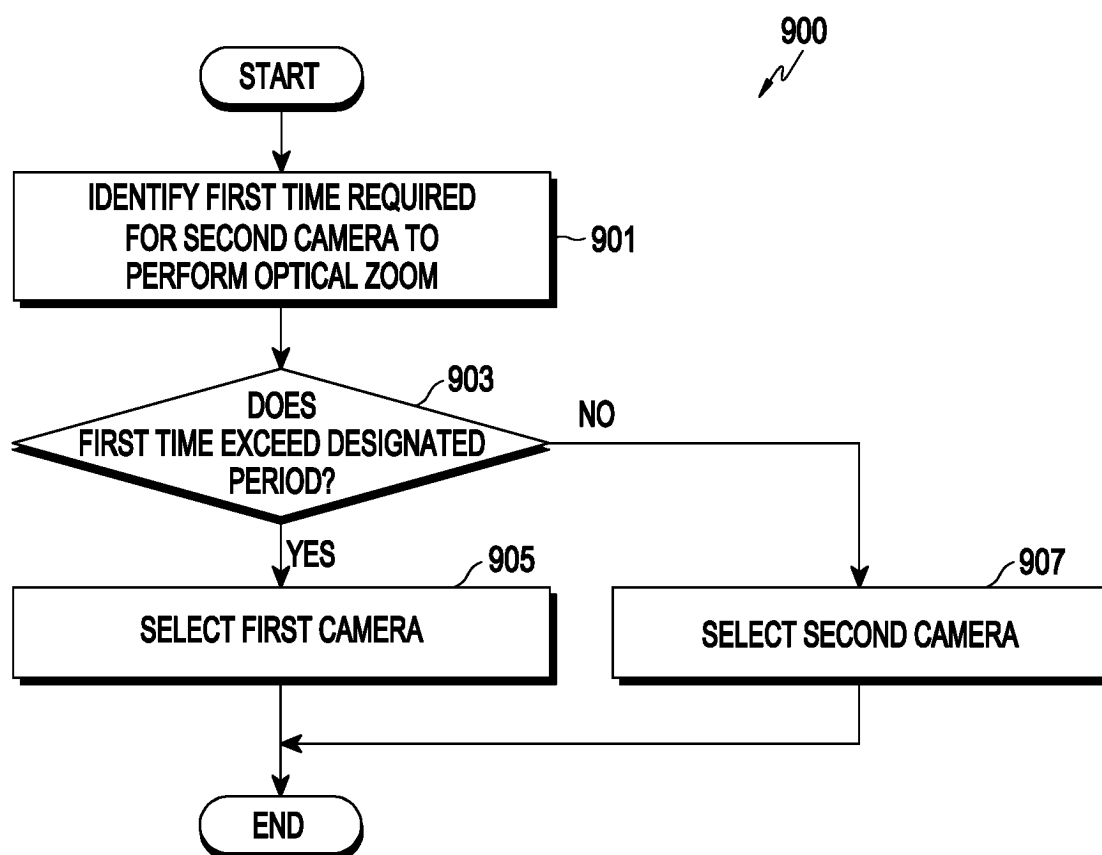 900
START
IDENTIFY FIRST TIME REQUIRED
FOR SECOND CAMERA TO
PERFORM OPTICAL ZOOM
901
903
DOES
FIRST TIME EXCEED DESIGNATED
PERIOD?
NO
YES
905
SELECT FIRST CAMERA
907
SELECT SECOND CAMERA
END